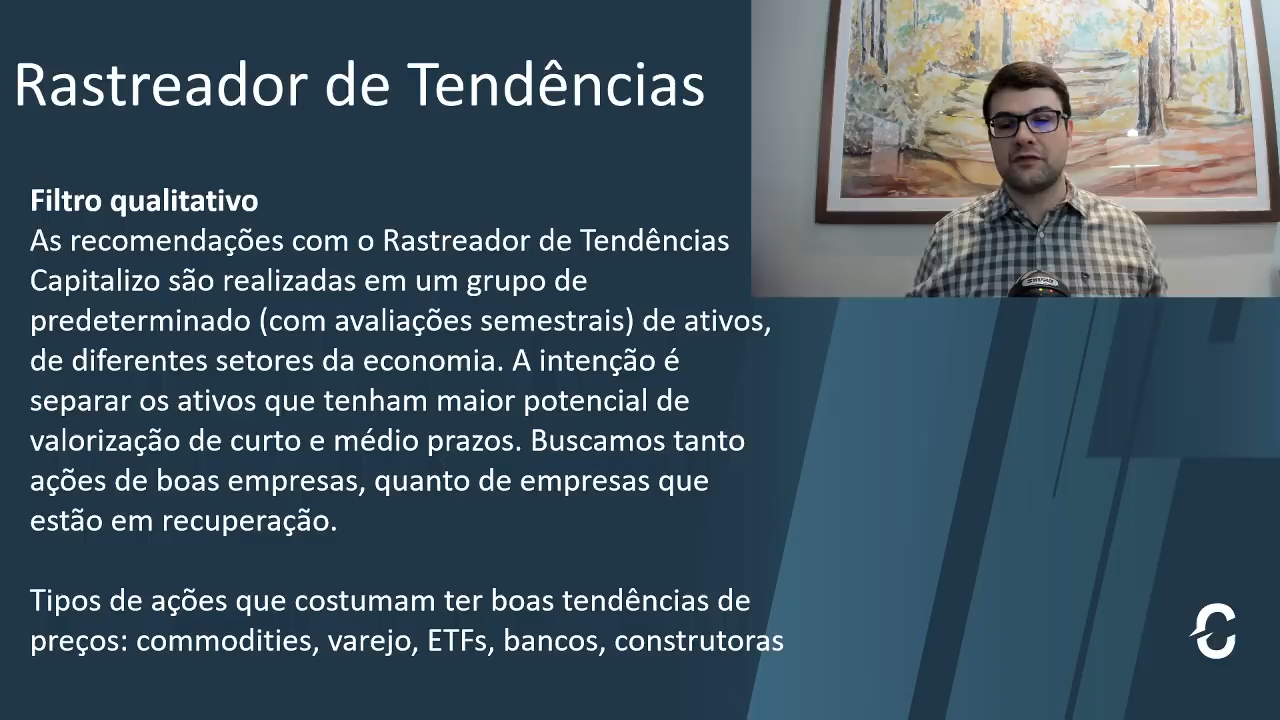 Rastreador de Tendências
Filtro qualitativo
As recomendações com o Rastreador de Tendências
Capitalizo são realizadas em um grupo de
predeterminado (com avaliações semestrais) de ativos,
de diferentes setores da economia. A intenção é
separar os ativos que tenham maior potencial de
valorização de curto e médio prazos. Buscamos tanto
ações de boas empresas, quanto de empresas que
estão em recuperação.
Tipos de ações que costumam ter boas tendências de
preços: commodities, varejo, ETFs, bancos, construtoras